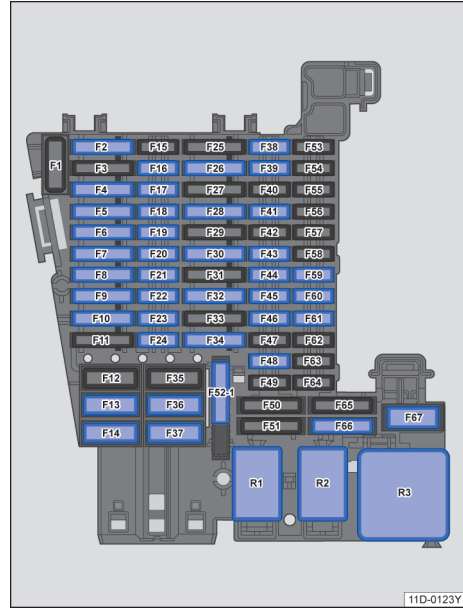 F2 F15 F25 F38 F53
F1
F3 F16 F26 F39 F54
F4 F17 F27 F40 F55
F5 F18 F28 F41 F56
F6 F19 F29 F42 F57
F7 F20 F30 F43 F58
F8 F21 F31 F44 F59
F9 F22 F32 F45 F60
F10 F23 F33 F46 F61
F11 F24 F34 F47 F62
F48 F63
F12 F35 F49 F64
F52-1
F13 F36 F50 F65
F67
F14 F37 F51 F66
R1 R2 R3
11D-0123Y